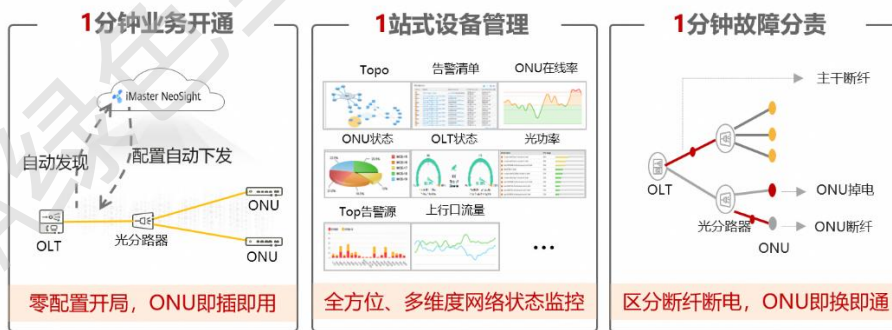 1分钟业务开通
iMaster NeoSight
自动发现
配置自动下发
ONU
OLT
光分路器
ONU
零配置开局，ONU即插即用
1站式设备管理
Topo
告警清单
ONU在线率
ONU状态
OLT状态
光功率
Top告警源
上行口流量
...
全方位、多维度网络状态监控
1分钟故障分责
主干断纤
OLT
ONU掉电
光分路器
ONU断纤
ONU
区分断纤断电，ONU即换即通